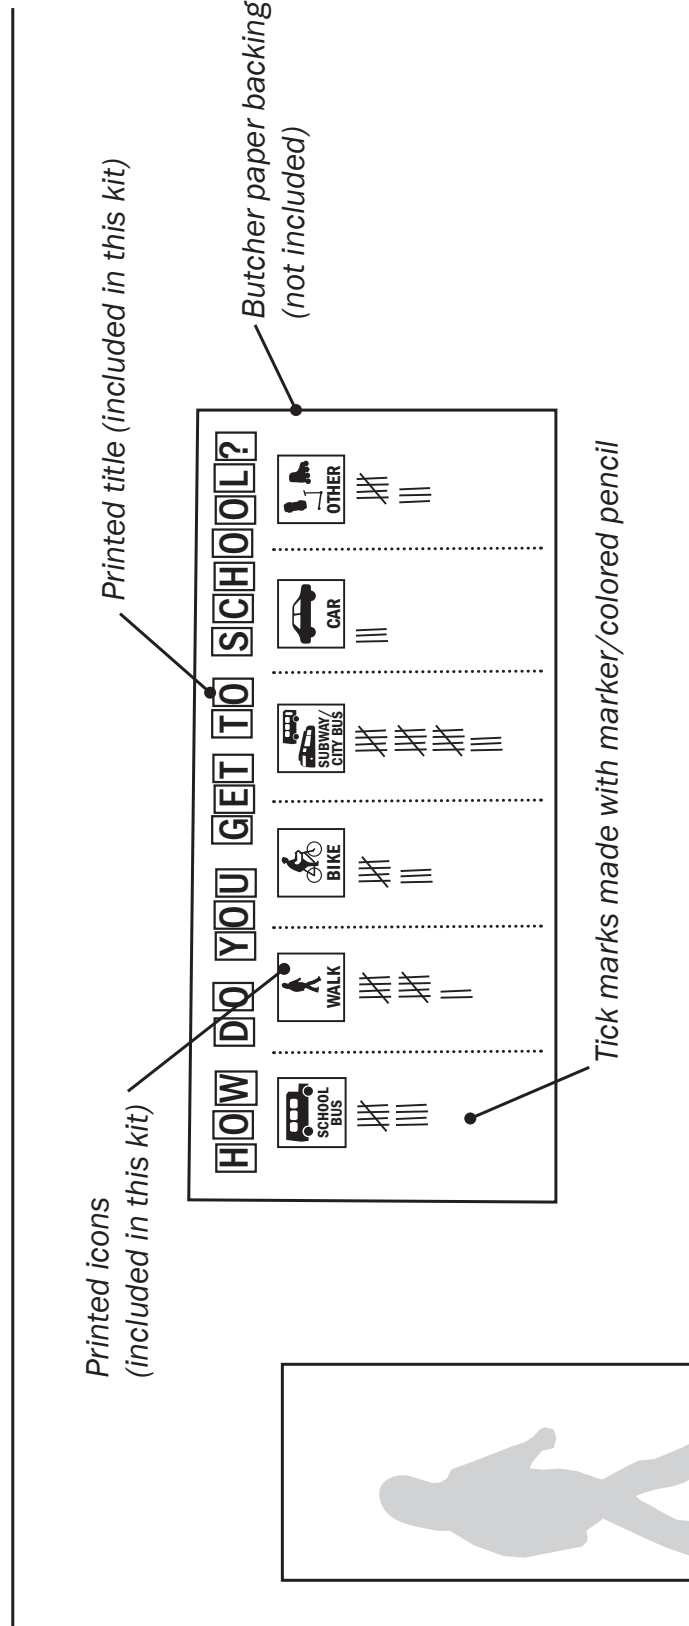 Printed icons
(included in this kit)
Printed title (included in this kit)
Butcher paper backing
(not included)
HOW DO YOU GET TO SCHOOL?
SCHOOL
BUS
WALK
BIKE
SUBWAY/
CITY BUS
CAR
OTHER
Tick marks made with marker/colored pencil